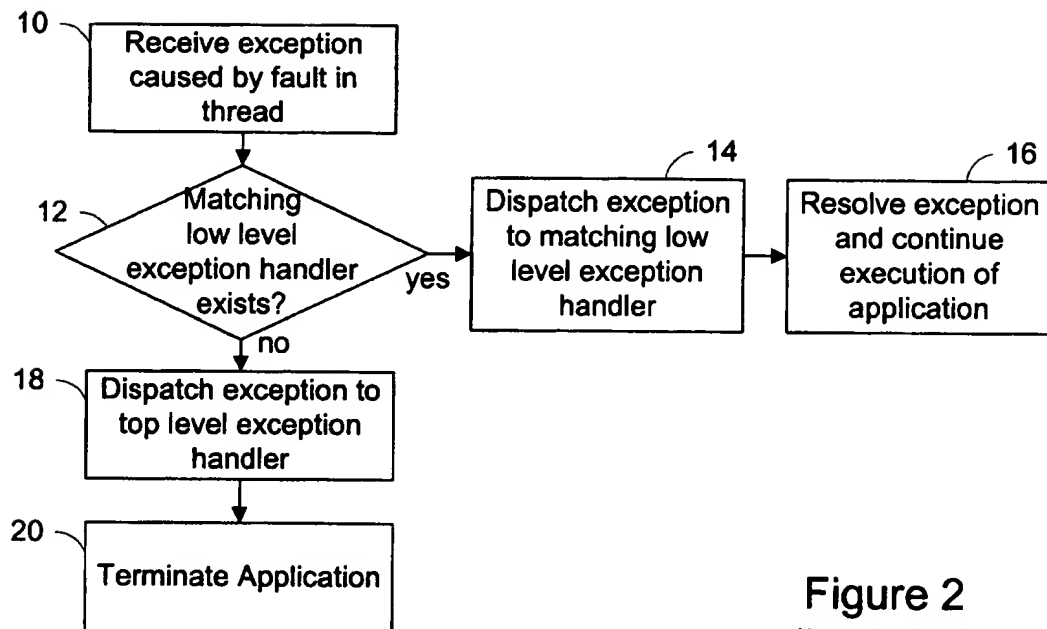 10
Receive exception
caused by fault in
thread
12
Matching
low level
exception handler
exists?
yes
14
Dispatch exception
to matching low
level exception
handler
16
Resolve exception
and continue
execution of
application
no
18
Dispatch exception to
top level exception
handler
20
Terminate Application
Figure 2